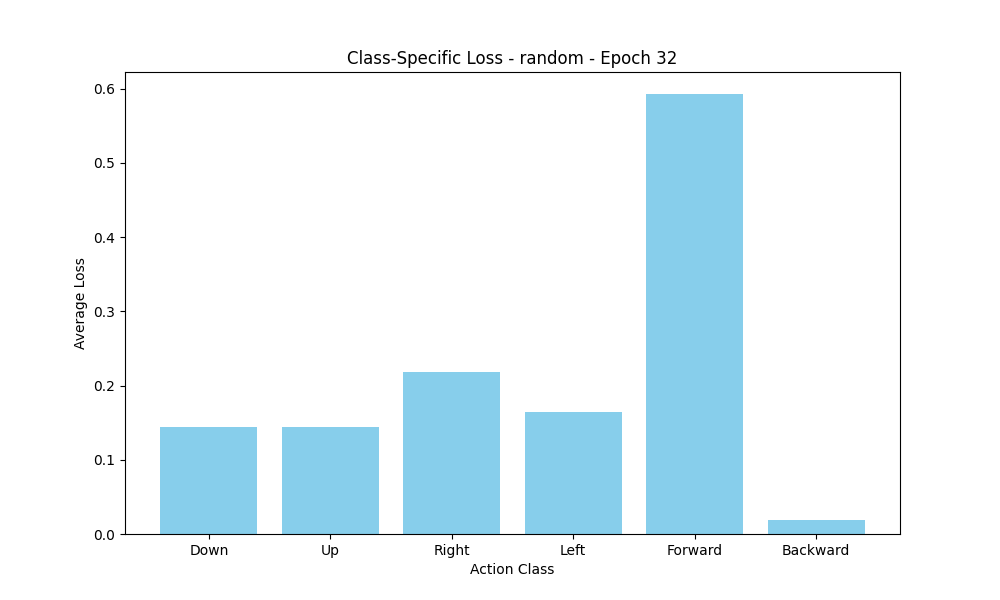 Class-Specific Loss - random - Epoch 32
Average Loss
0.6
0.5
0.4
0.3
0.2
0.1
0.0
Down Up Right Left Forward Backward
Action Class